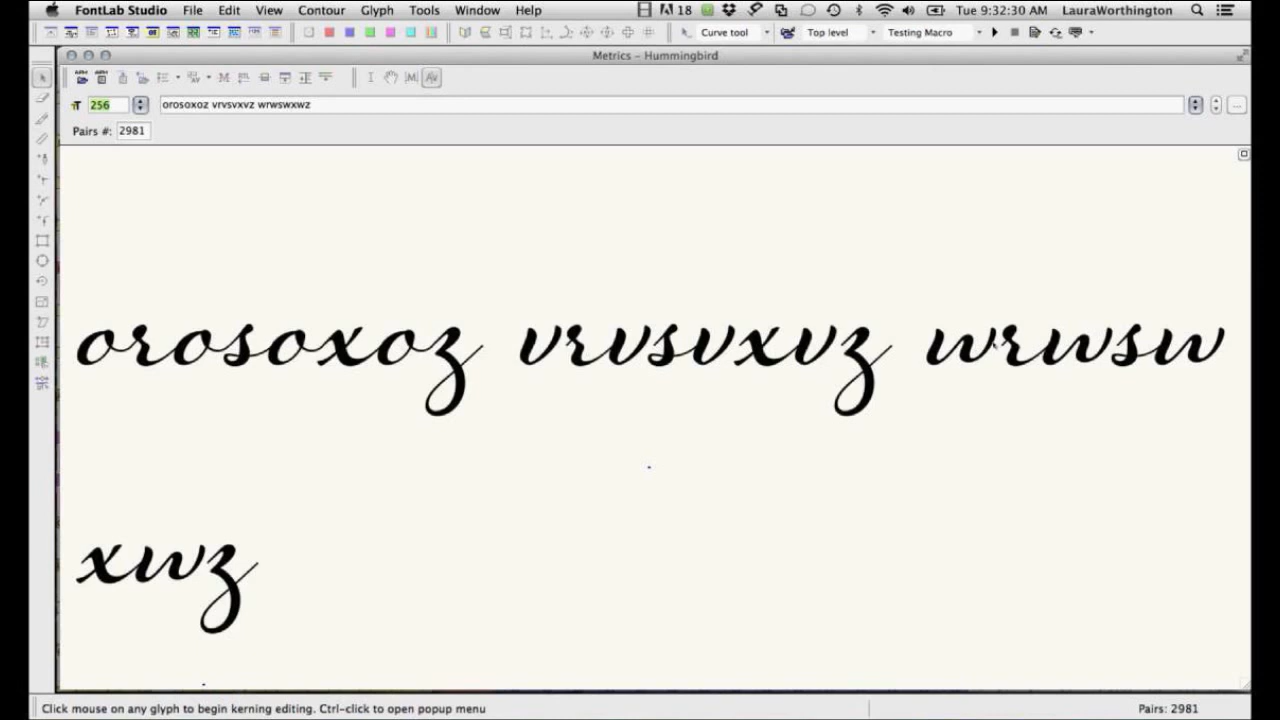 FontLab Studio File Edit View Contour Glyph Tools Window Help 18 Tue 9:32:30 AM LauraWorthington
Curve tool Top level Testing Macro
Metrics – Hummingbird
256 orosoxoz vrvsvxvz wrwswxwz
Pairs #: 2981
orosoxoz vrvsvxvz wrwsw
xwz
Click mouse on any glyph to begin kerning editing. Ctrl-click to open popup menu Pairs: 2981